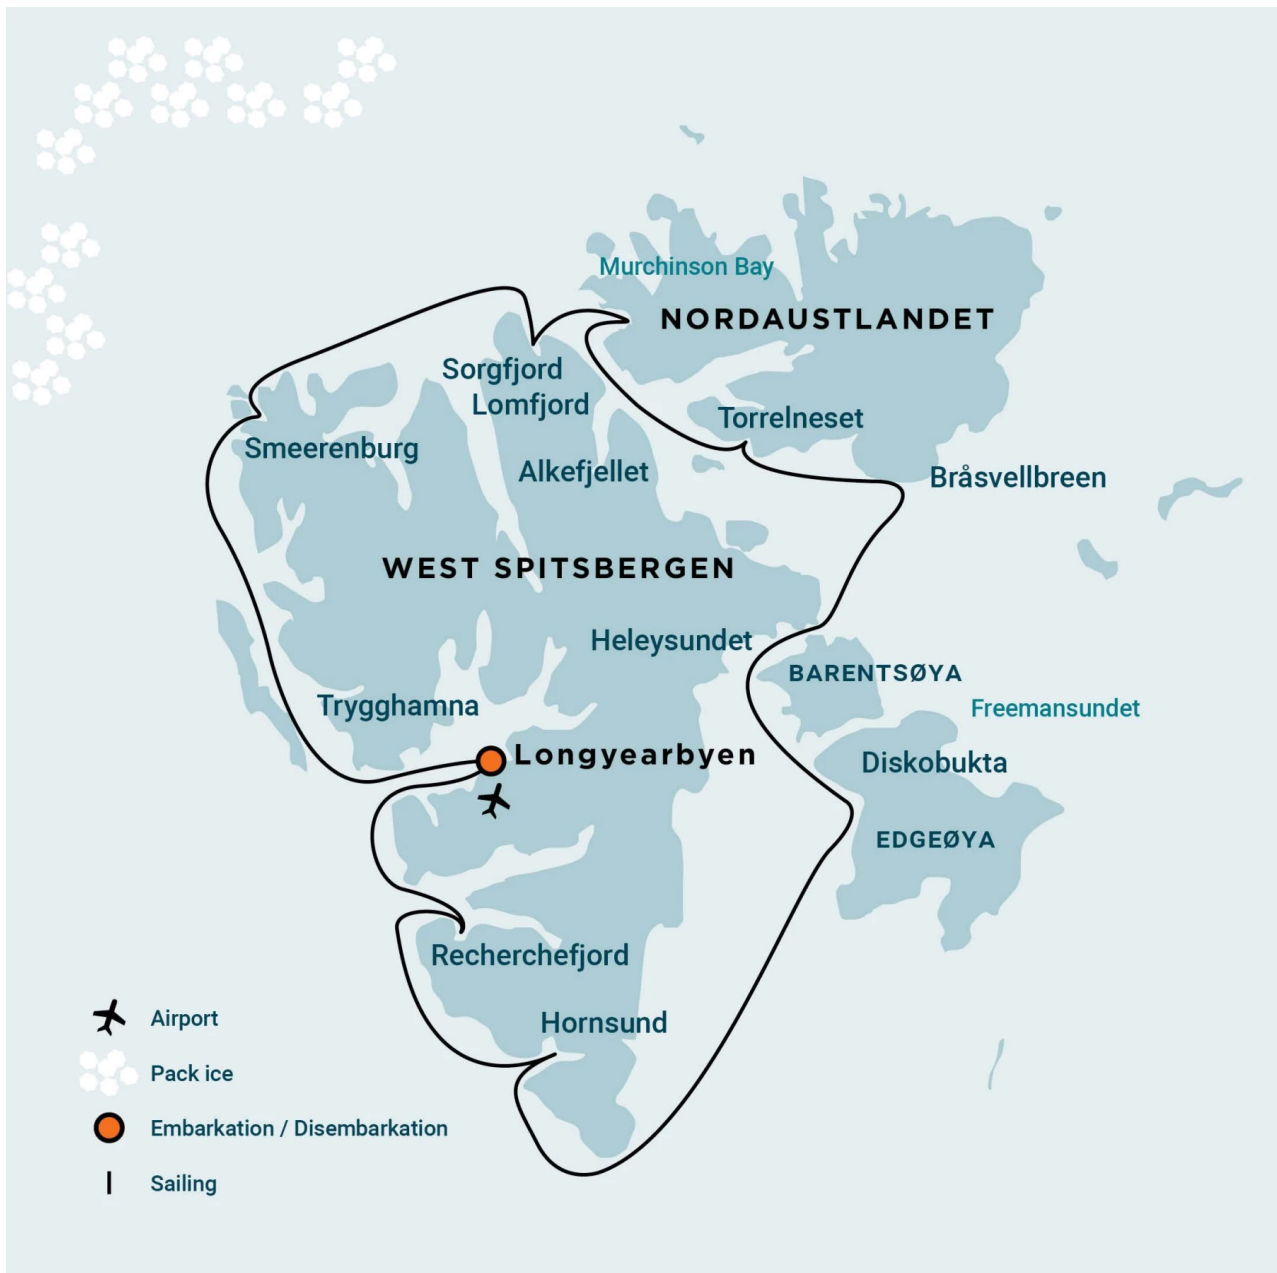 Murchinson Bay
NORDAUSTLANDET
Sorgfjord
Lomfjord
Torrelneset
Smeerenburg
Alkefjellet
Bråsvellbreen
WEST SPITSBERGEN
Heleysundet
BARENTSØYA
Trygghamna
Freemansundet
Longyearbyen
Diskobukta
EDGEØYA
Recherchefjord
Hornsund
Airport
Pack ice
Embarkation / Disembarkation
Sailing